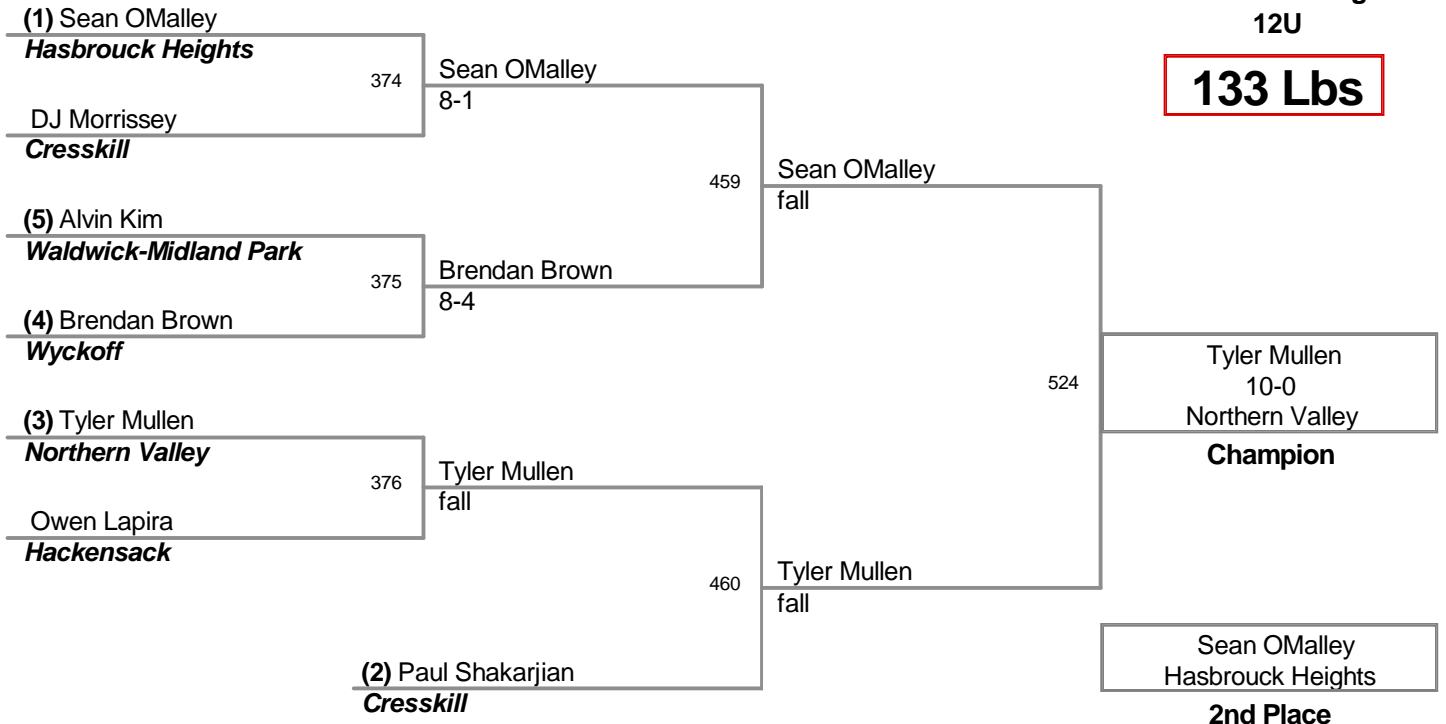 12U
133 Lbs
(1) Sean OMalley
Hasbrouck Heights
374
Sean OMalley
8-1
DJ Morrissey
Cresskill
459
Sean OMalley
fall
(5) Alvin Kim
Waldwick-Midland Park
375
Brendan Brown
8-4
(4) Brendan Brown
Wyckoff
524
Tyler Mullen
10-0
Northern Valley
Champion
(3) Tyler Mullen
Northern Valley
376
Tyler Mullen
fall
Owen Lapira
Hackensack
460
Tyler Mullen
fall
(2) Paul Shakarjian
Cresskill
Sean OMalley
Hasbrouck Heights
2nd Place